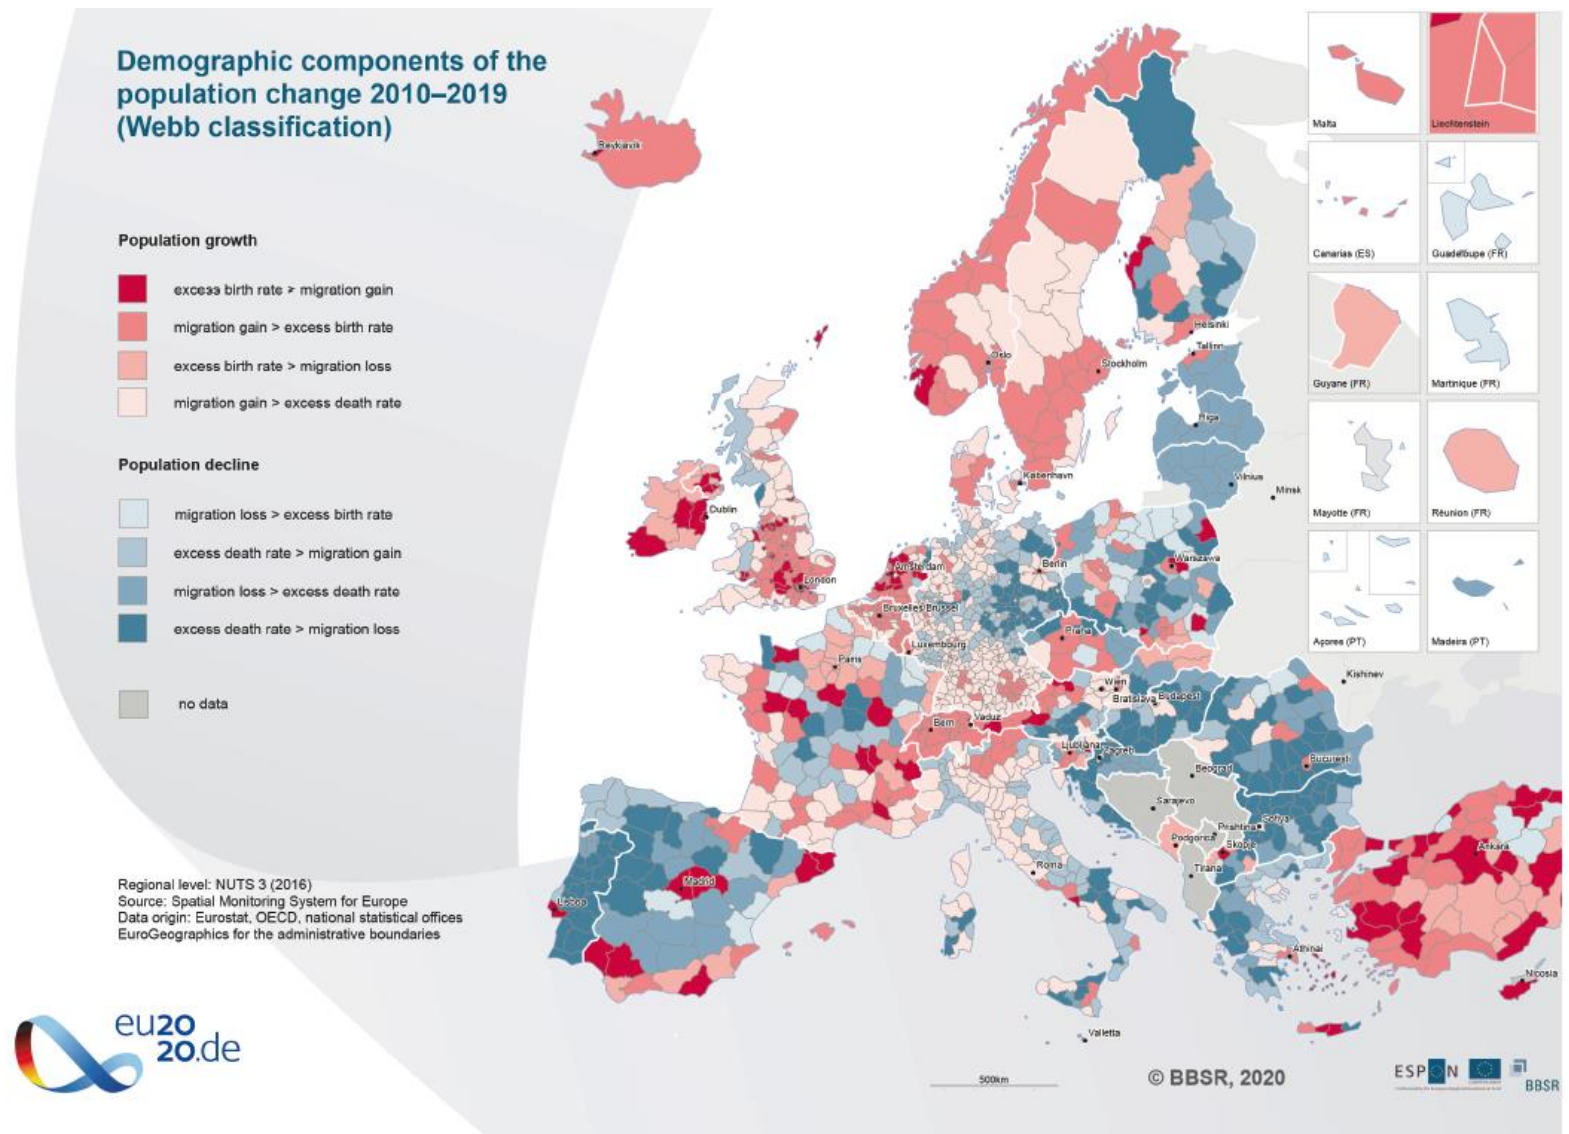 Demographic components of the
population change 2010–2019
(Webb classification)
Population growth
excess birth rate > migration gain
migration gain > excess birth rate
excess birth rate > migration loss
migration gain > excess death rate
Population decline
migration loss > excess birth rate
excess death rate > migration gain
migration loss > excess death rate
excess death rate > migration loss
no data
Regional level: NUTS 3 (2016)
Source: Spatial Monitoring System for Europe
Data origin: Eurostat, OECD, national statistical offices
EuroGeographics for the administrative boundaries
eu20
20.de
Reykjavik
Oslo
Stockholm
Helsinki
Tallinn
Riga
Vilnius
Minsk
København
Dublin
London
Amsterdam
Berlin
Warszawa
Bruxelles/Brussel
Luxembourg
Praha
Paris
Wien
Bratislava
Budapest
Kishinev
Bern
Vaduz
Ljubljana
Zagreb
Beograd
Bucuresti
Sarajevo
Prishtina
Sofiya
Podgorica
Skopje
Tirana
Roma
Madrid
Lisboa
Ankara
Athinai
Nicosia
Valletta
Malta
Liechtenstein
Canarias (ES)
Guadeloupe (FR)
Guyane (FR)
Martinique (FR)
Mayotte (FR)
Réunion (FR)
Açores (PT)
Madeira (PT)
500km
© BBSR, 2020
ESPON
BBSR